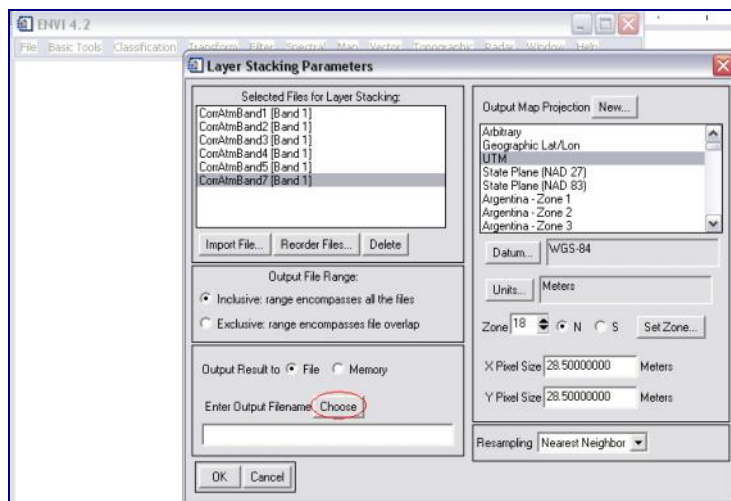 ENVI 4.2
File Basic Tools Classification Transform Filter Spectral Map Vector Topographic Radar Window Help
Layer Stacking Parameters
Selected Files for Layer Stacking:
CorrAtmBand1 [Band 1]
CorrAtmBand2 [Band 1]
CorrAtmBand3 [Band 1]
CorrAtmBand4 [Band 1]
CorrAtmBand5 [Band 1]
CorrAtmBand7 [Band 1]
Import File... Reorder Files... Delete
Output File Range:
Inclusive: range encompasses all the files
Exclusive: range encompasses file overlap
Output Result to File Memory
Enter Output Filename Choose
OK Cancel
Output Map Projection New...
Arbitrary
Geographic Lat/Lon
UTM
State Plane (NAD 27)
State Plane (NAD 83)
Argentina - Zone 1
Argentina - Zone 2
Argentina - Zone 3
Datum... WGS-84
Units... Meters
Zone 18 N S Set Zone...
X Pixel Size 28.50000000 Meters
Y Pixel Size 28.50000000 Meters
Resampling Nearest Neighbor